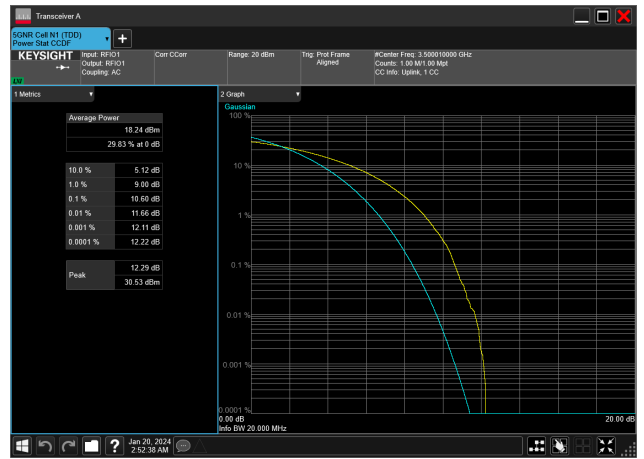 Transceiver A
5GNR Cell N1 (TDD)
Power Stat CCDF
+
KEYSIGHT
LW
Input: RFIO1
Output: RFIO1
Coupling: AC
Corr CCorr
Range: 20 dBm
Trig: Prot Frame
Aligned
#Center Freq: 3.500010000 GHz
Counts: 1.00 M/1.00 Mpt
CC Info: Uplink, 1 CC
1 Metrics
Average Power
18.24 dBm
29.83 % at 0 dB
10.0 % 5.12 dB
1.0 % 9.00 dB
0.1 % 10.60 dB
0.01 % 11.66 dB
0.001 % 12.11 dB
0.0001 % 12.22 dB
Peak
12.29 dB
30.53 dBm
2 Graph
Gaussian
100 %
10 %
1 %
0.1 %
0.01 %
0.001 %
0.0001 %
0.00 dB 20.00 dB
Info BW 20.000 MHz
? Jan 20, 2024
2:52:38 AM